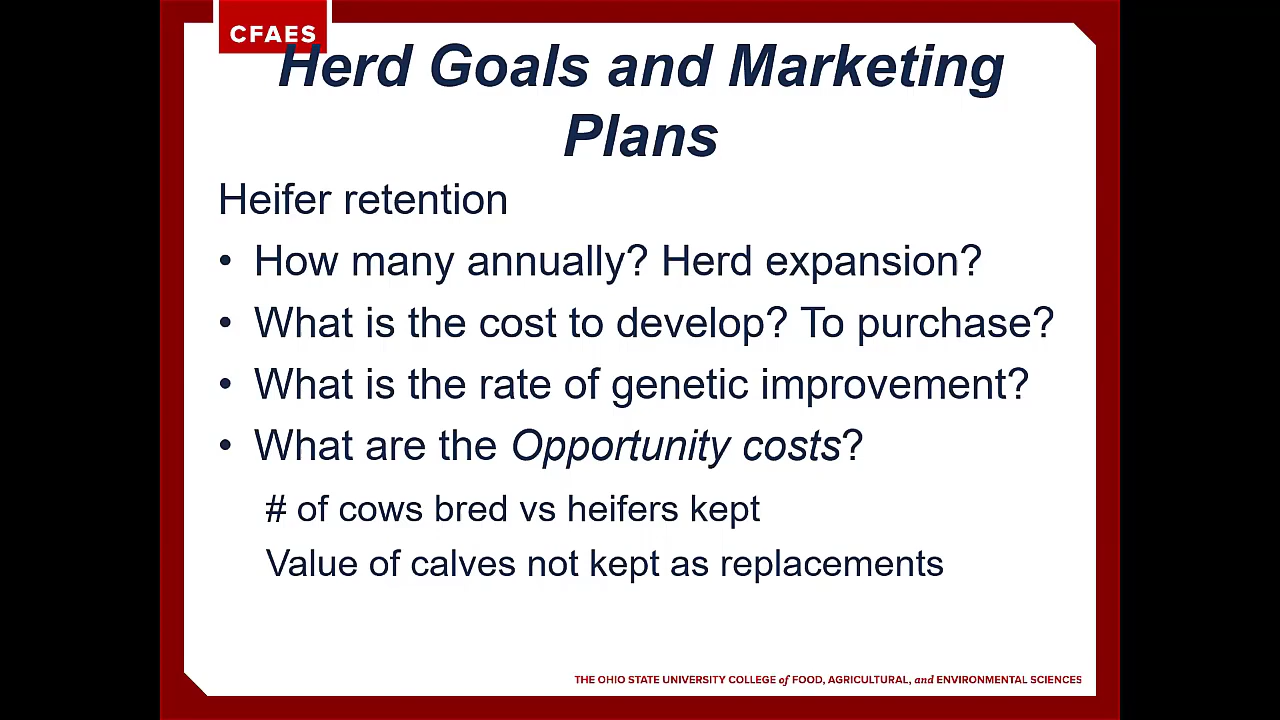 CFAES
Herd Goals and Marketing
Plans
Heifer retention
• How many annually? Herd expansion?
• What is the cost to develop? To purchase?
• What is the rate of genetic improvement?
• What are the Opportunity costs?
# of cows bred vs heifers kept
Value of calves not kept as replacements
THE OHIO STATE UNIVERSITY COLLEGE of FOOD, AGRICULTURAL, and ENVIRONMENTAL SCIENCES